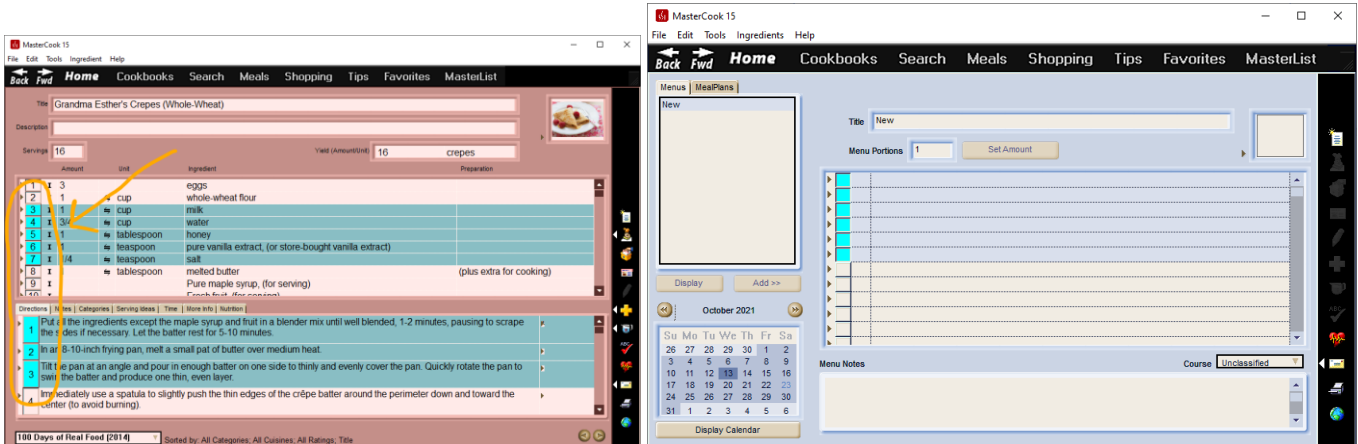 MasterCook 15
File Edit Tools Ingredient Help
Back Fwd Home Cookbooks Search Meals Shopping Tips Favorites MasterList
Title Grandma Esther's Crepes (Whole-Wheat)
Description
Servings 16 Yield (Amount/Unit) 16 crepes
Amount Unit Ingredient Preparation
1 3 eggs
2 1 cup whole-wheat flour
3 1 cup milk
4 3/4 cup water
5 1 tablespoon honey
6 1 teaspoon pure vanilla extract, (or store-bought vanilla extract)
7 1/4 teaspoon salt
8 1 tablespoon melted butter (plus extra for cooking)
9 Pure maple syrup, (for serving)
10 Fresh fruit, (for serving)
Directions Notes Categories Serving Ideas Time More Info Nutrition
1 Put all the ingredients except the maple syrup and fruit in a blender mix until well blended, 1-2 minutes, pausing to scrape
the sides if necessary. Let the batter rest for 5-10 minutes.
2 In an 8-10-inch frying pan, melt a small pat of butter over medium heat.
3 Tilt the pan at an angle and pour in enough batter on one side to thinly and evenly cover the pan. Quickly rotate the pan to
swirl the batter and produce one thin, even layer.
4 Immediately use a spatula to slightly push the thin edges of the crêpe batter around the perimeter down and toward the
center (to avoid burning).
100 Days of Real Food [2014] Sorted by: All Categories; All Cuisines; All Ratings; Title
MasterCook 15
File Edit Tools Ingredients Help
Back Fwd Home Cookbooks Search Meals Shopping Tips Favorites MasterList
Menus MealPlans
New
Title New
Menu Portions 1 Set Amount
Display Add >>
October 2021
Su Mo Tu We Th Fr Sa
26 27 28 29 30 1 2
3 4 5 6 7 8 9
10 11 12 13 14 15 16
17 18 19 20 21 22 23
24 25 26 27 28 29 30
31 1 2 3 4 5 6
Display Calendar
Menu Notes Course Unclassified